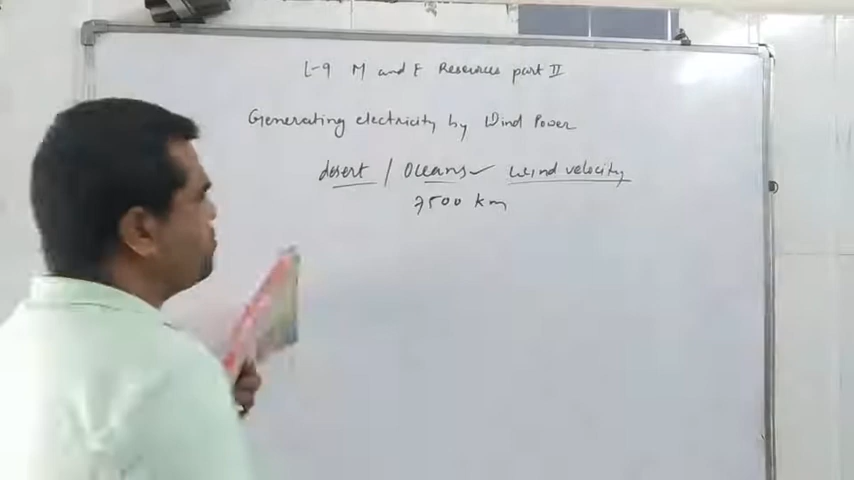 L-9 M and E Resources part II
Generating electricity by Wind Power
desert / Oceans wind velocity
7500 km